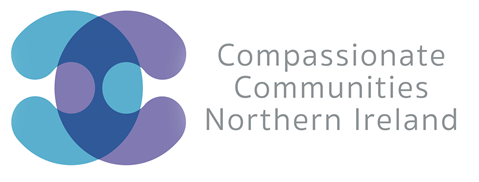 Compassionate
Communities
Northern Ireland